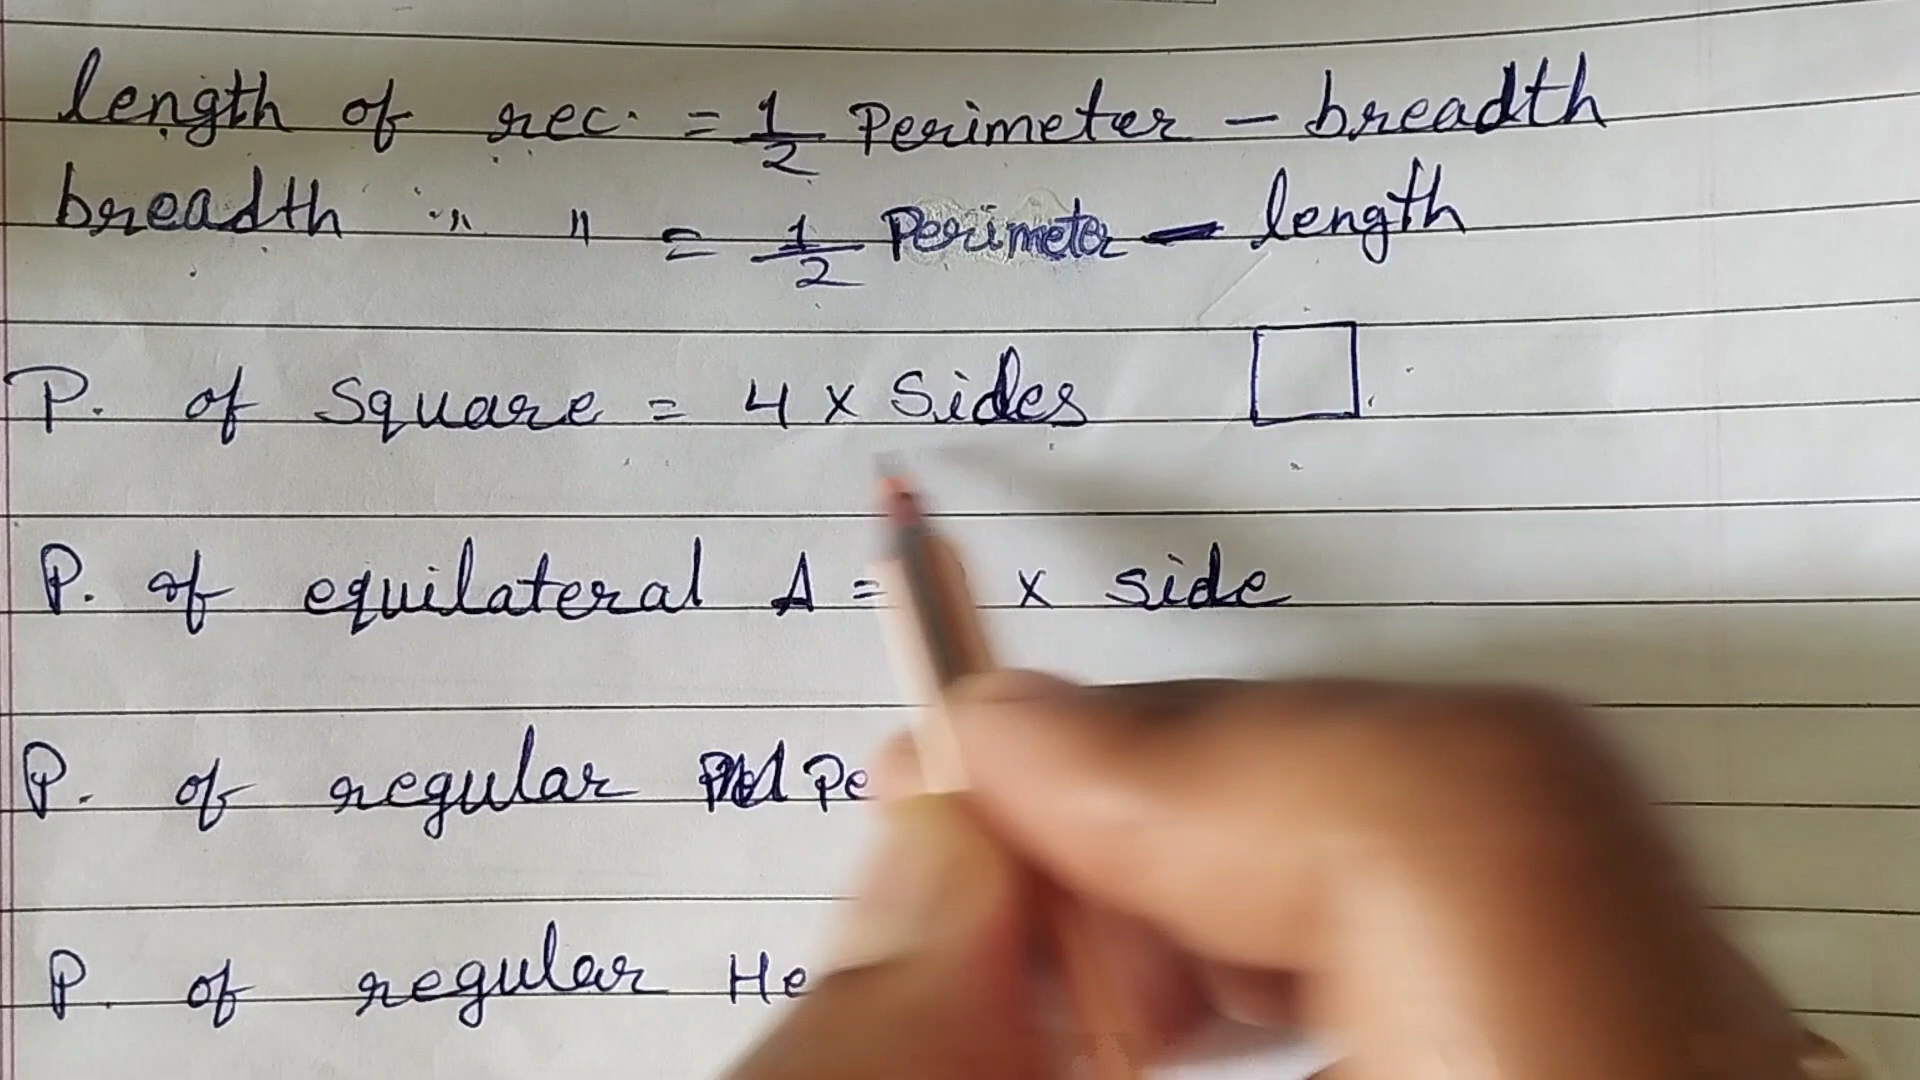 length of rec. = 1/2 Perimeter - breadth
breadth " " = 1/2 Perimeter - length
P. of Square = 4 x Sides
P. of equilateral Δ = x side
P. of regular Pe
P. of regular He